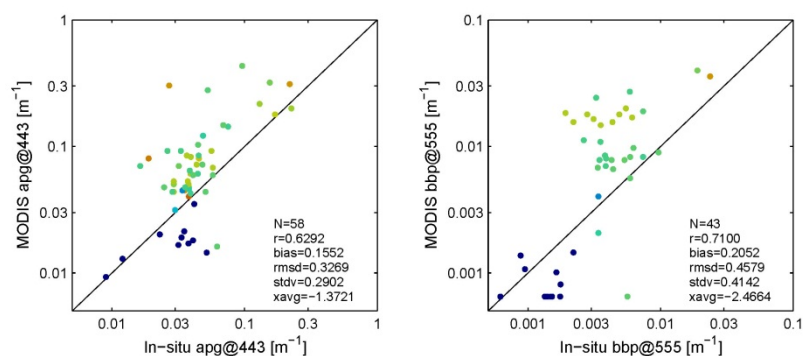 1
0.3
0.1
0.03
0.01
MODIS apg@443 [m⁻¹]
N=58
r=0.6292
bias=0.1552
rmsd=0.3269
stdv=0.2902
xavg=−1.3721
0.01 0.03 0.1 0.3 1
In-situ apg@443 [m⁻¹]
0.1
0.03
0.01
0.003
0.001
MODIS bbp@555 [m⁻¹]
N=43
r=0.7100
bias=0.2052
rmsd=0.4579
stdv=0.4142
xavg=−2.4664
0.001 0.003 0.01 0.03 0.1
In-situ bbp@555 [m⁻¹]